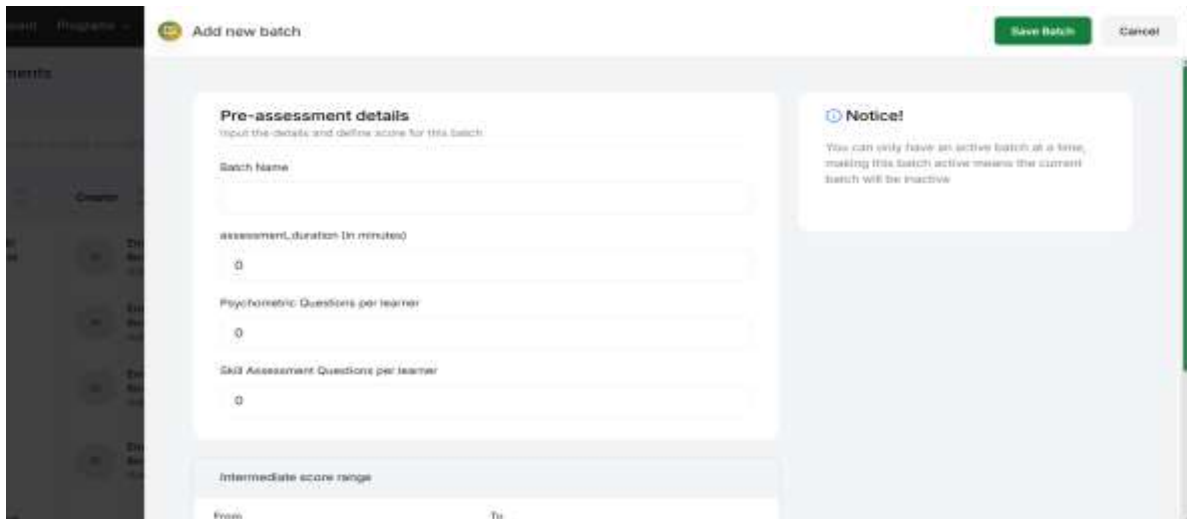 Programs
Add new batch
Save Batch
Cancel
ments
Pre-assessment details
Input the details and define score for this batch
Notice!
You can only have an active batch at a time,
making this batch active means the current
batch will be inactive
Batch Name
Creator
assessment_duration (in minutes)
0
Psychometric Questions per learner
0
Skill Assessment Questions per learner
0
Intermediate score range
From
To